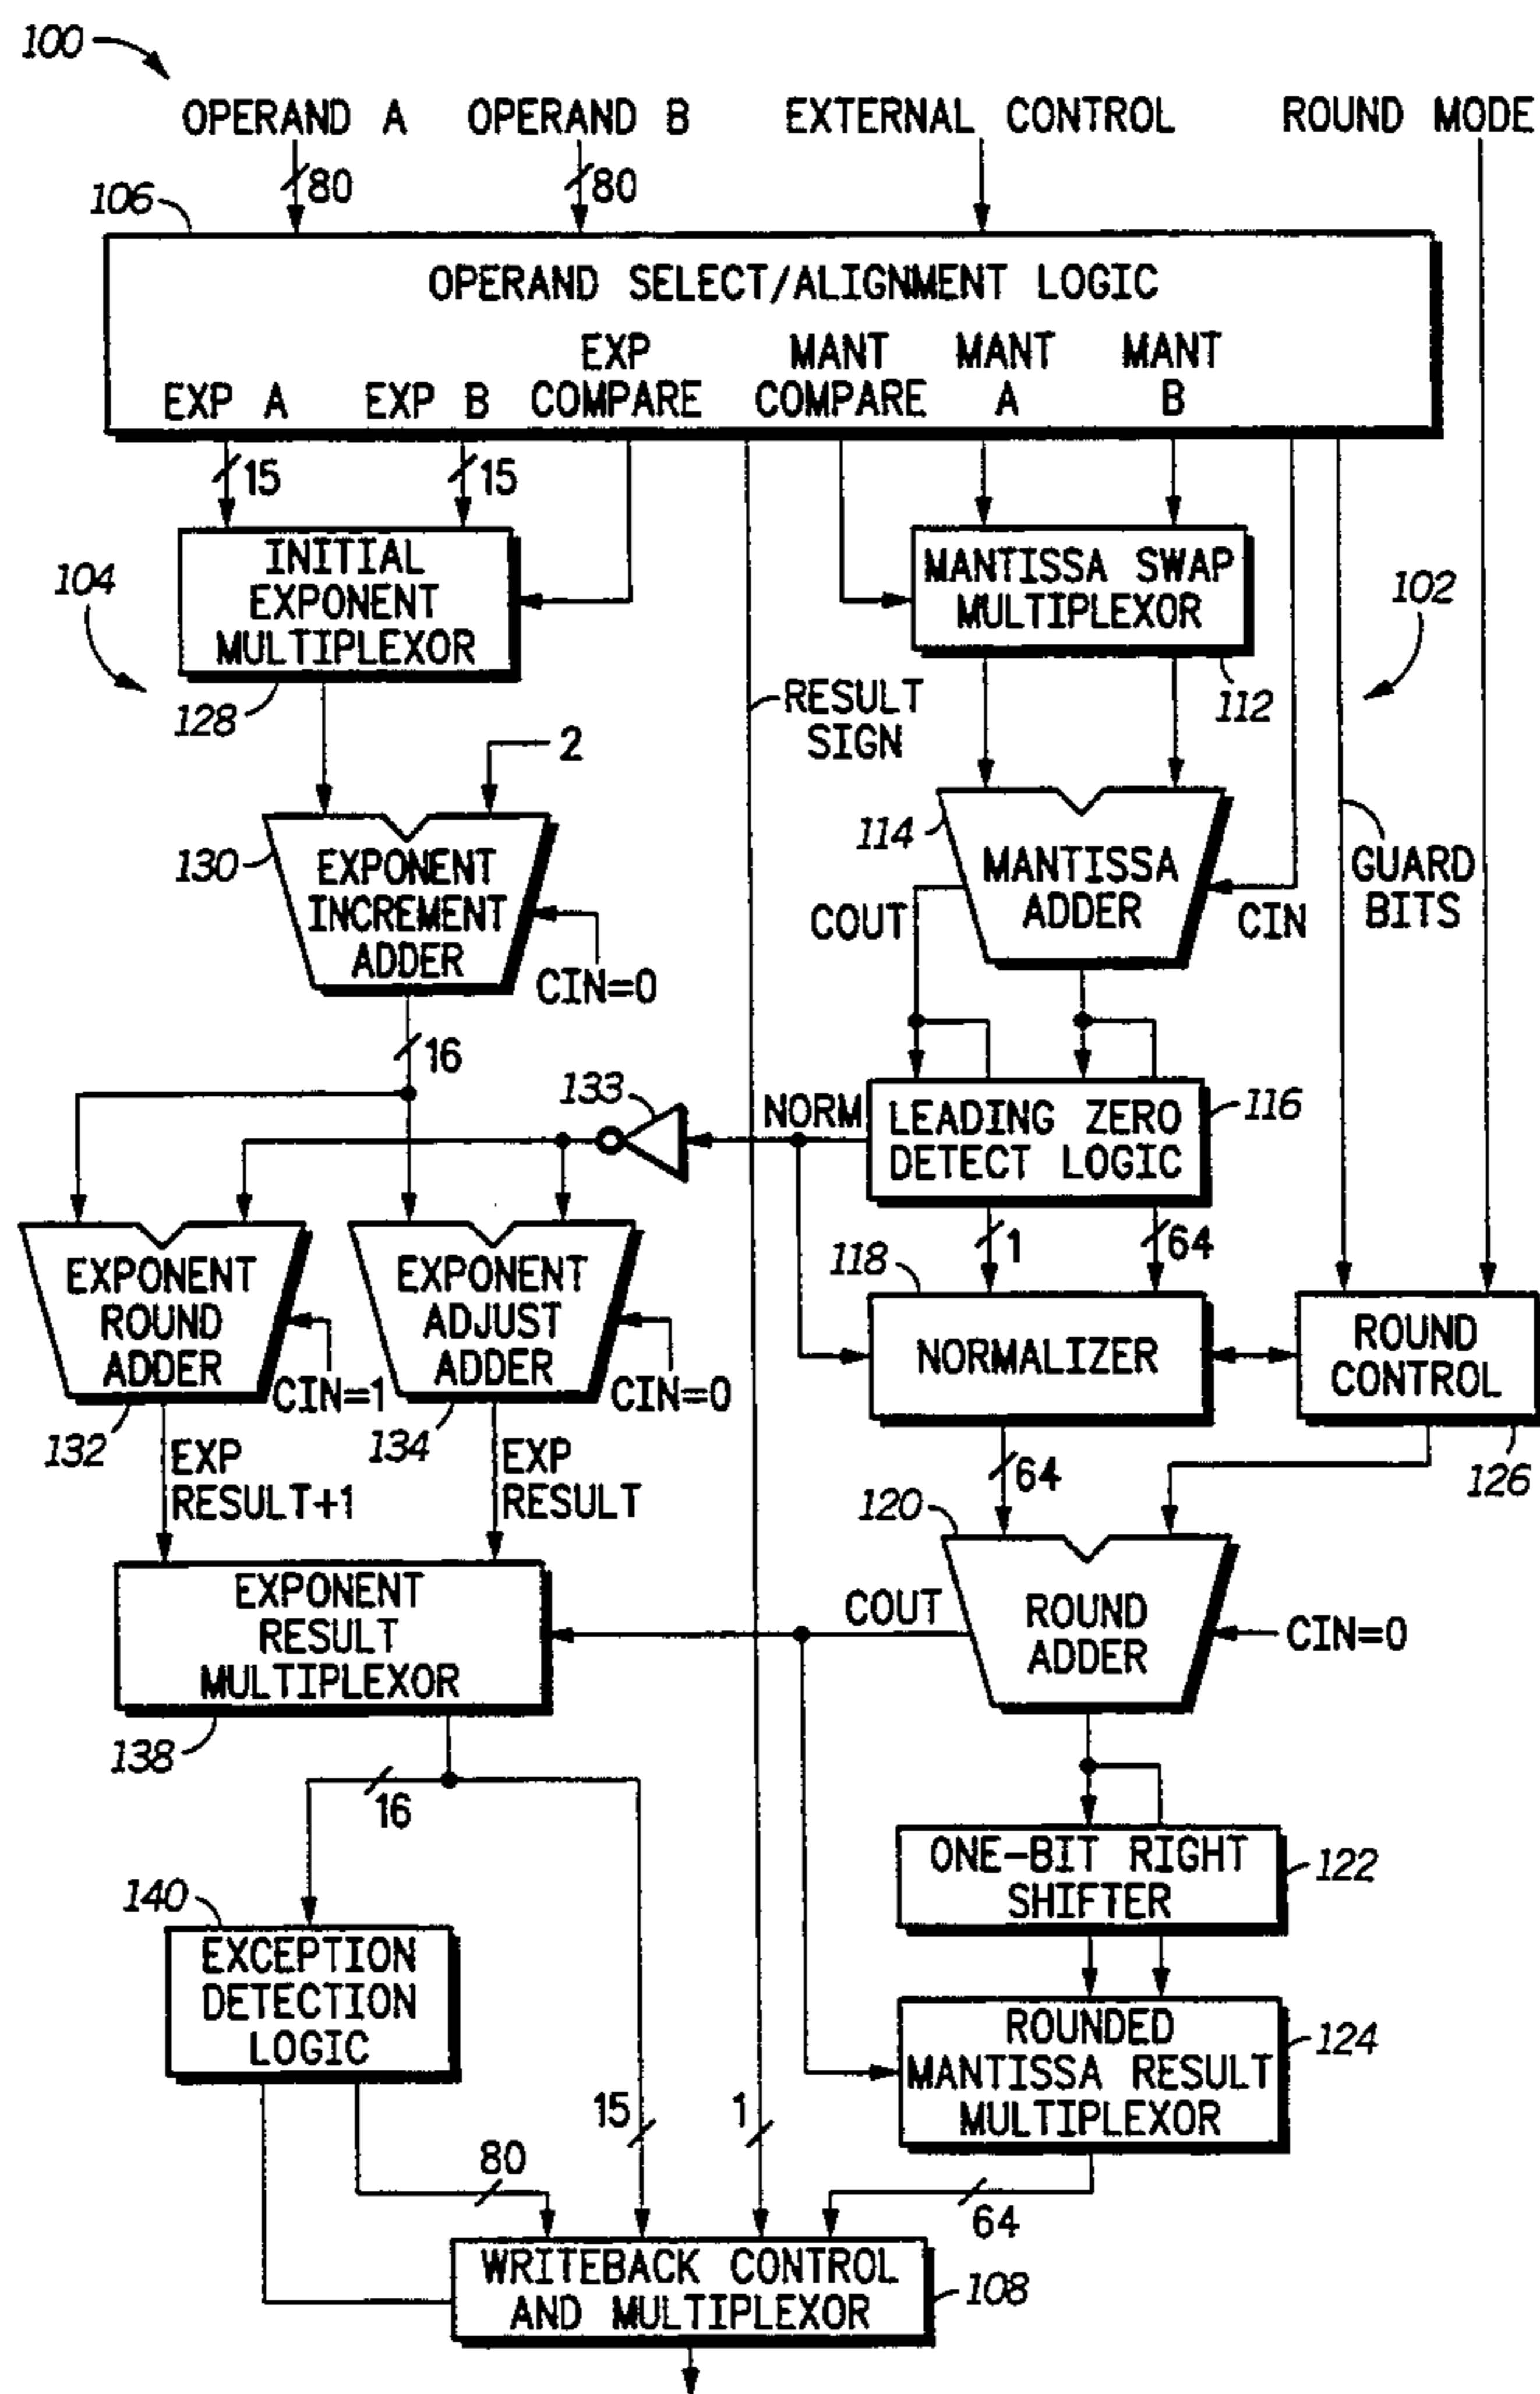 100
OPERAND A
OPERAND B
EXTERNAL CONTROL
ROUND MODE
80
80
106
OPERAND SELECT/ALIGNMENT LOGIC
EXP A
EXP B
EXP
COMPARE
MANT
COMPARE
MANT
A
MANT
B
15
15
INITIAL
EXPONENT
MULTIPLEXOR
MANTISSA SWAP
MULTIPLEXOR
104
102
128
RESULT
SIGN
112
2
130
EXPONENT
INCREMENT
ADDER
CIN=0
114
MANTISSA
ADDER
COUT
CIN
GUARD
BITS
16
133
NORM
LEADING ZERO
DETECT LOGIC
116
1
64
EXPONENT
ROUND
ADDER
CIN=1
EXPONENT
ADJUST
ADDER
CIN=0
118
NORMALIZER
ROUND
CONTROL
132
134
126
EXP
RESULT+1
EXP
RESULT
64
120
EXPONENT
RESULT
MULTIPLEXOR
COUT
ROUND
ADDER
CIN=0
138
16
ONE-BIT RIGHT
SHIFTER
122
140
EXCEPTION
DETECTION
LOGIC
ROUNDED
MANTISSA RESULT
MULTIPLEXOR
124
15
1
80
64
WRITEBACK CONTROL
AND MULTIPLEXOR
108